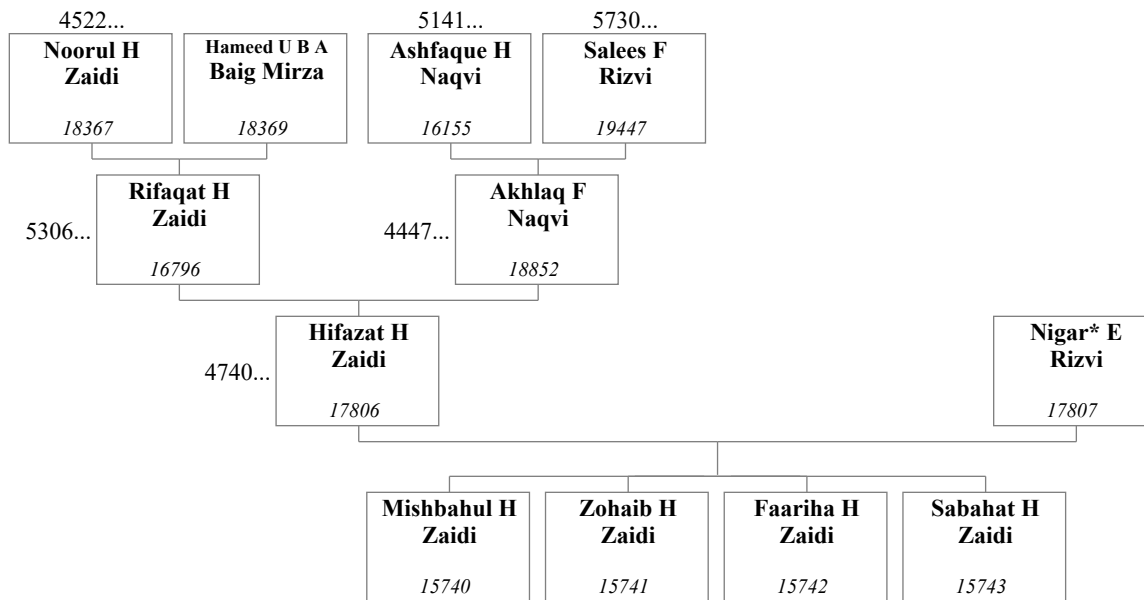 4522...
5141...
5730...
Noorul H
Zaidi
18367
Hameed U B A
Baig Mirza
18369
Ashfaque H
Naqvi
16155
Salees F
Rizvi
19447
5306...
Rifaqat H
Zaidi
16796
4447...
Akhlaq F
Naqvi
18852
4740...
Hifazat H
Zaidi
17806
Nigar* E
Rizvi
17807
Mishbahul H
Zaidi
15740
Zohaib H
Zaidi
15741
Faariha H
Zaidi
15742
Sabahat H
Zaidi
15743